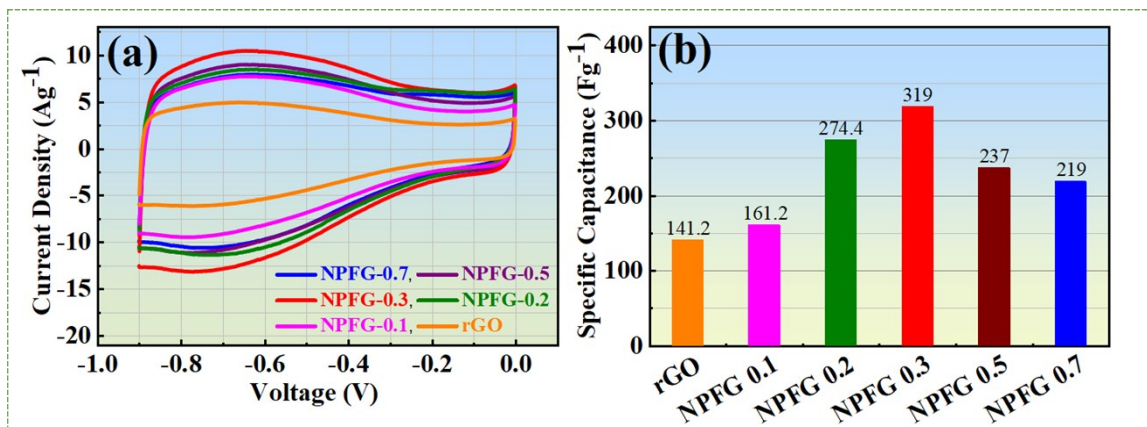 (a)
Current Density (Ag⁻¹)
10
5
0
-5
-10
-15
-20
NPFG-0.7, NPFG-0.5
NPFG-0.3, NPFG-0.2
NPFG-0.1, rGO
-1.0 -0.8 -0.6 -0.4 -0.2 0.0
Voltage (V)
(b)
Specific Capacitance (Fg⁻¹)
400
300
200
100
0
141.2
161.2
274.4
319
237
219
rGO
NPFG 0.1
NPFG 0.2
NPFG 0.3
NPFG 0.5
NPFG 0.7